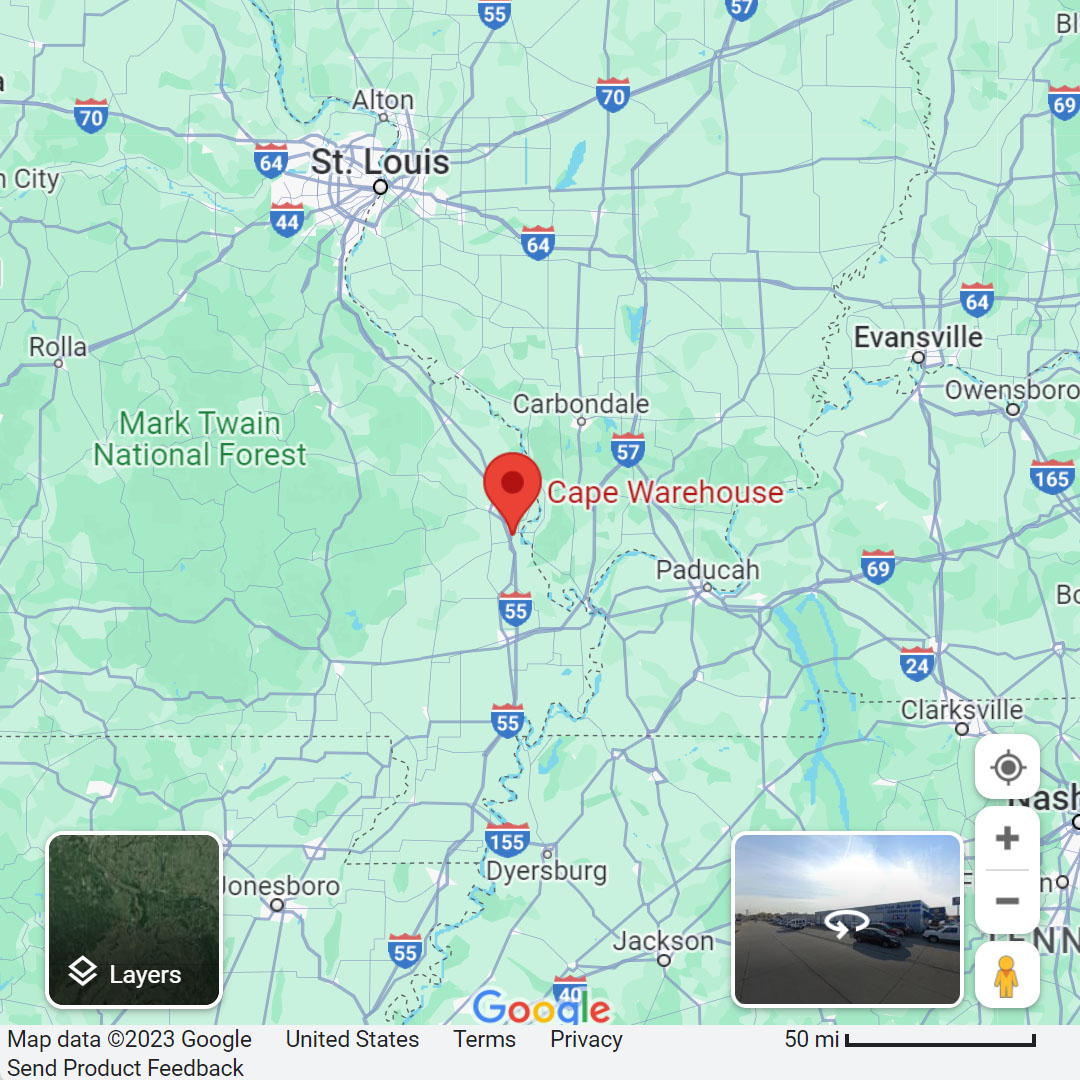 55
57
Bl
70
69
Alton
70
64
St. Louis
n City
44
64
64
Rolla
Evansville
Owensboro
Carbondale
Mark Twain
National Forest
57
165
Cape Warehouse
Paducah
69
Bo
55
24
55
Clarksville
Nash
155
Dyersburg
Jonesboro
F
n
TENN
55
Jackson
Layers
40
Google
Map data ©2023 Google United States Terms Privacy 50 mi
Send Product Feedback